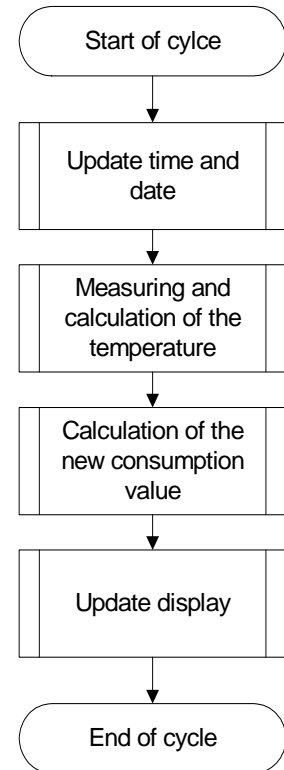 Start of cylce
Update time and
date
Measuring and
calculation of the
temperature
Calculation of the
new consumption
value
Update display
End of cycle